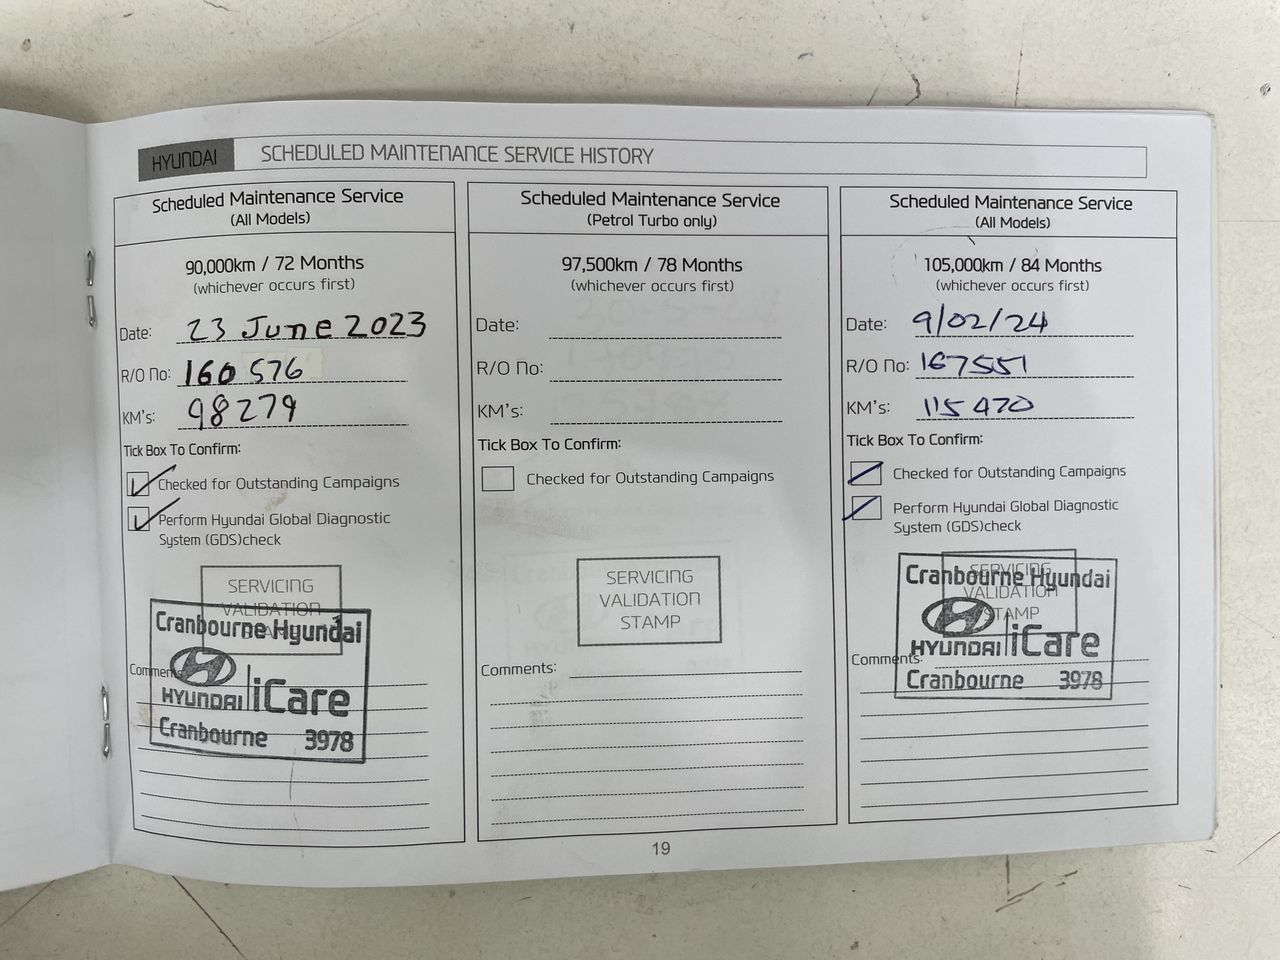 HYUNDAI SCHEDULED MAINTENANCE SERVICE HISTORY
Scheduled Maintenance Service
(All Models)
90,000km / 72 Months
(whichever occurs first)
Date: 23 June 2023
R/O No: 160576
KM's: 98279
Tick Box To Confirm:
Checked for Outstanding Campaigns
Perform Hyundai Global Diagnostic
System (GDS)check
SERVICING
VALIDATION
Cranbourne Hyundai
Comments
HYUNDAI iCare
Cranbourne 3978
Scheduled Maintenance Service
(Petrol Turbo only)
97,500km / 78 Months
(whichever occurs first)
Date:
R/O No:
KM's:
Tick Box To Confirm:
Checked for Outstanding Campaigns
SERVICING
VALIDATION
STAMP
Comments:
Scheduled Maintenance Service
(All Models)
105,000km / 84 Months
(whichever occurs first)
Date: 9/02/24
R/O No: 167551
KM's: 115470
Tick Box To Confirm:
Checked for Outstanding Campaigns
Perform Hyundai Global Diagnostic
System (GDS)check
SERVICING
Cranbourne Hyundai
VALIDATION
STAMP
HYUNDAI iCare
Comments:
Cranbourne 3978
19